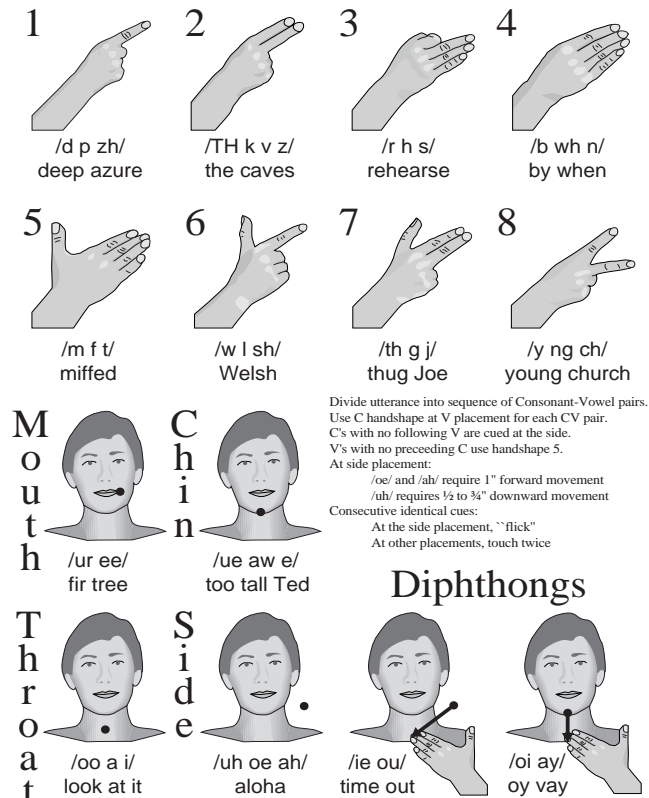 1
2
3
4
/d p zh/
deep azure
/TH k v z/
the caves
/r h s/
rehearse
/b wh n/
by when
5
6
7
8
/m f t/
miffed
/w l sh/
Welsh
/th g j/
thug Joe
/y ng ch/
young church
Mouth
/ur ee/
fir tree
Chin
/ue aw e/
too tall Ted
Divide utterance into sequence of Consonant-Vowel pairs.
Use C handshape at V placement for each CV pair.
C's with no following V are cued at the side.
V's with no preceeding C use handshape 5.
At side placement:
/oe/ and /ah/ require 1" forward movement
/uh/ requires ½ to ¾" downward movement
Consecutive identical cues:
At the side placement, ``flick"
At other placements, touch twice
Diphthongs
Throat
/oo a i/
look at it
Side
/uh oe ah/
aloha
/ie ou/
time out
/oi ay/
oy vay